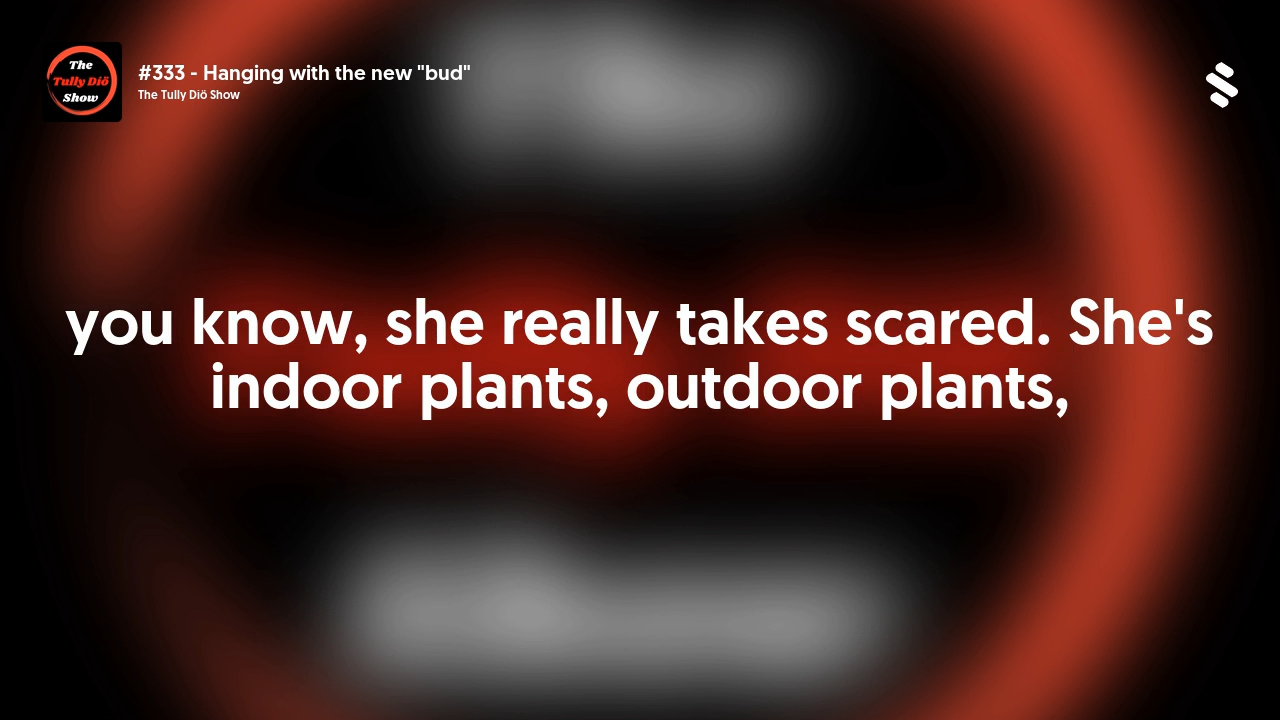 The
Tully Diö
Show
#333 - Hanging with the new "bud"
The Tully Diö Show
you know, she really takes scared. She's
indoor plants, outdoor plants,